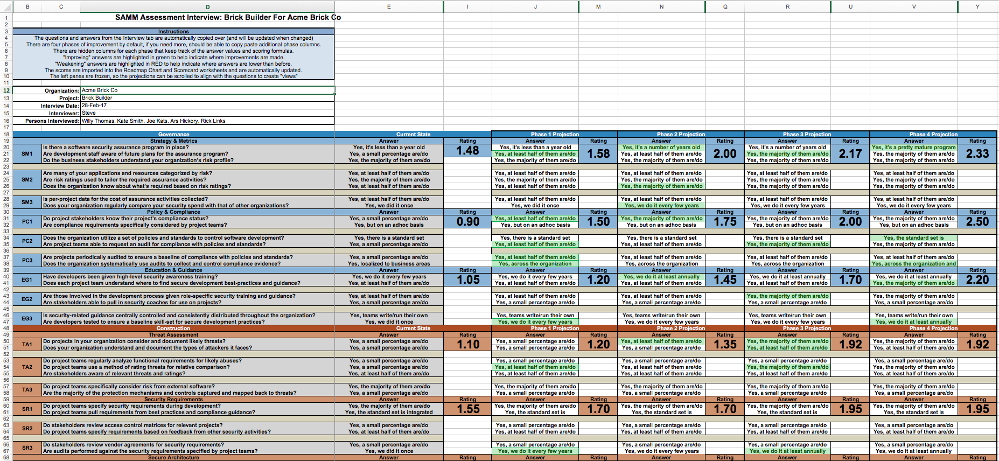 B C D E I J M N Q R U V Y
1 SAMM Assessment Interview: Brick Builder For Acme Brick Co
2
3 Instructions
4 The questions and answers from the Interview tab are automatically copied over (and will be updated when changed)
5 There are four phases of improvement by default, if you need more, should be able to copy paste additional phase columns.
6 There are hidden columns for each phase that keep track of the answer values and scoring formulas.
7 "Improving" answers are highlighted in green to help indicate where improvements are made.
8 "Weakening" answers are highlighted in RED to help indicate where answers are lower than before.
9 The scores are imported into the Roadmap Chart and Scorecard worksheets and are automatically updated.
10 The left panes are frozen, so the projections can be scrolled to align with the questions to create "views"
11
12 Organization: Acme Brick Co
13 Project: Brick Builder
14 Interview Date: 28-Feb-17
15 Interviewer: Steve
16 Persons Interviewed: Willy Thomas, Kate Smith, Joe Kats, Ars Hickory, Rick Links
17
18 Governance Current State Phase 1 Projection Phase 2 Projection Phase 3 Projection Phase 4 Projection
19 Strategy & Metrics Answer Rating Answer Rating Answer Rating Answer Rating Answer Rating
20 Is there a software security assurance program in place? Yes, it's less than a year old Yes, it's less than a year old Yes, it's a number of years old Yes, it's a number of years old Yes, it's a pretty mature program
21 SM1 Are development staff aware of future plans for the assurance program? Yes, a small percentage are/do 1.48 Yes, at least half of them are/do 1.58 Yes, at least half of them are/do 2.00 Yes, the majority of them are/do 2.17 Yes, the majority of them are/do 2.33
22 Do the business stakeholders understand your organization's risk profile? Yes, the majority of them are/do Yes, the majority of them are/do Yes, the majority of them are/do Yes, the majority of them are/do Yes, the majority of them are/do
23
24 Are many of your applications and resources categorized by risk? Yes, at least half of them are/do Yes, at least half of them are/do Yes, at least half of them are/do Yes, at least half of them are/do Yes, at least half of them are/do
25 SM2 Are risk ratings used to tailor the required assurance activities? Yes, the majority of them are/do Yes, the majority of them are/do Yes, the majority of them are/do Yes, the majority of them are/do Yes, the majority of them are/do
26 Does the organization know about what's required based on risk ratings? Yes, at least half of them are/do Yes, at least half of them are/do Yes, the majority of them are/do Yes, the majority of them are/do Yes, the majority of them are/do
27
28 SM3 Is per-project data for the cost of assurance activities collected? Yes, at least half of them are/do Yes, at least half of them are/do Yes, at least half of them are/do Yes, at least half of them are/do Yes, at least half of them are/do
29 Does your organization regularly compare your security spend with that of other organizations? Yes, we did it once Yes, we did it once Yes, we do it every few years Yes, we do it every few years Yes, we do it every few years
30 Policy & Compliance Answer Rating Answer Rating Answer Rating Answer Rating Answer Rating
31 PC1 Do project stakeholders know their project's compliance status? Yes, a small percentage are/do 0.90 Yes, at least half of them are/do 1.50 Yes, the majority of them are/do 1.75 Yes, the majority of them are/do 2.00 Yes, the majority of them are/do 2.50
32 Are compliance requirements specifically considered by project teams? Yes, but on an adhoc basis Yes, but on an adhoc basis Yes, but on an adhoc basis Yes, but on an adhoc basis Yes, but on an adhoc basis
33
34 PC2 Does the organization utilize a set of policies and standards to control software development? Yes, there is a standard set Yes, there is a standard set Yes, there is a standard set Yes, there is a standard set Yes, the standard set is
35 Are project teams able to request an audit for compliance with policies and standards? Yes, a small percentage are/do Yes, at least half of them are/do Yes, at least half of them are/do Yes, the majority of them are/do Yes, the majority of them are/do
36
37 PC3 Are projects periodically audited to ensure a baseline of compliance with policies and standards? Yes, a small percentage are/do Yes, at least half of them are/do Yes, at least half of them are/do Yes, at least half of them are/do Yes, at least half of them are/do
38 Does the organization systematically use audits to collect and control compliance evidence? Yes, localized to business areas Yes, across the organization Yes, across the organization Yes, across the organization Yes, across the organization and
39 Education & Guidance Answer Rating Answer Rating Answer Rating Answer Rating Answer Rating
40 EG1 Have developers been given high-level security awareness training? Yes, we do it every few years 1.05 Yes, we do it every few years 1.20 Yes, we do it at least annually 1.45 Yes, we do it at least annually 1.70 Yes, we do it at least annually 2.20
41 Does each project team understand where to find secure development best-practices and guidance? Yes, at least half of them are/do Yes, at least half of them are/do Yes, at least half of them are/do Yes, at least half of them are/do Yes, the majority of them are/do
42
43 EG2 Are those involved in the development process given role-specific security training and guidance? Yes, at least half of them are/do Yes, at least half of them are/do Yes, at least half of them are/do Yes, the majority of them are/do Yes, the majority of them are/do
44 Are stakeholders able to pull in security coaches for use on projects? Yes, a small percentage are/do Yes, a small percentage are/do Yes, a small percentage are/do Yes, a small percentage are/do Yes, a small percentage are/do
45
46 EG3 Is security-related guidance centrally controlled and consistently distributed throughout the organization? Yes, teams write/run their own Yes, teams write/run their own Yes, teams write/run their own Yes, teams write/run their own Yes, teams write/run their own
47 Are developers tested to ensure a baseline skill-set for secure development practices? Yes, we did it once Yes, we do it every few years Yes, we do it every few years Yes, we do it every few years Yes, we do it at least annually
48 Construction Current State Phase 1 Projection Phase 2 Projection Phase 3 Projection Phase 4 Projection
49 Threat Assessment Answer Rating Answer Rating Answer Rating Answer Rating Answer Rating
50 TA1 Do projects in your organization consider and document likely threats? Yes, a small percentage are/do 1.10 Yes, a small percentage are/do 1.20 Yes, at least half of them are/do 1.35 Yes, the majority of them are/do 1.92 Yes, the majority of them are/do 1.92
51 Does your organization understand and document the types of attackers it faces? Yes, a small percentage are/do Yes, a small percentage are/do Yes, a small percentage are/do Yes, at least half of them are/do Yes, at least half of them are/do
52
53 Do project teams regularly analyze functional requirements for likely abuses? Yes, a small percentage are/do Yes, a small percentage are/do Yes, a small percentage are/do Yes, a small percentage are/do Yes, a small percentage are/do
54 TA2 Do project teams use a method of rating threats for relative comparison? Yes, a small percentage are/do Yes, at least half of them are/do Yes, at least half of them are/do Yes, the majority of them are/do Yes, the majority of them are/do
55 Are stakeholders aware of relevant threats and ratings? Yes, at least half of them are/do Yes, at least half of them are/do Yes, at least half of them are/do Yes, at least half of them are/do Yes, at least half of them are/do
56
57 TA3 Do project teams specifically consider risk from external software? Yes, the majority of them are/do Yes, the majority of them are/do Yes, the majority of them are/do Yes, the majority of them are/do Yes, the majority of them are/do
58 Are the majority of the protection mechanisms and controls captured and mapped back to threats? Yes, a small percentage are/do Yes, a small percentage are/do Yes, a small percentage are/do Yes, a small percentage are/do Yes, a small percentage are/do
59 Security Requirements Answer Rating Answer Rating Answer Rating Answer Rating Answer Rating
60 SR1 Do project teams specify security requirements during development? Yes, the majority of them are/do 1.55 Yes, the majority of them are/do 1.70 Yes, the majority of them are/do 1.70 Yes, the majority of them are/do 1.95 Yes, the majority of them are/do 1.95
61 Do project teams pull requirements from best practices and compliance guidance? Yes, the standard set is integrated Yes, the standard set is Yes, the standard set is Yes, the standard set is Yes, the standard set is
62
63 SR2 Do stakeholders review access control matrices for relevant projects? Yes, a small percentage are/do Yes, a small percentage are/do Yes, a small percentage are/do Yes, a small percentage are/do Yes, a small percentage are/do
64 Do project teams specify requirements based on feedback from other security activities? Yes, at least half of them are/do Yes, at least half of them are/do Yes, at least half of them are/do Yes, at least half of them are/do Yes, at least half of them are/do
65
66 SR3 Do stakeholders review vendor agreements for security requirements? Yes, a small percentage are/do Yes, a small percentage are/do Yes, a small percentage are/do Yes, a small percentage are/do Yes, a small percentage are/do
67 Are audits performed against the security requirements specified by project teams? Yes, we did it once Yes, we do it every few years Yes, we do it every few years Yes, we do it at least annually Yes, we do it at least annually
68 Secure Architecture Answer Rating Answer Rating Answer Rating Answer Rating Answer Rating